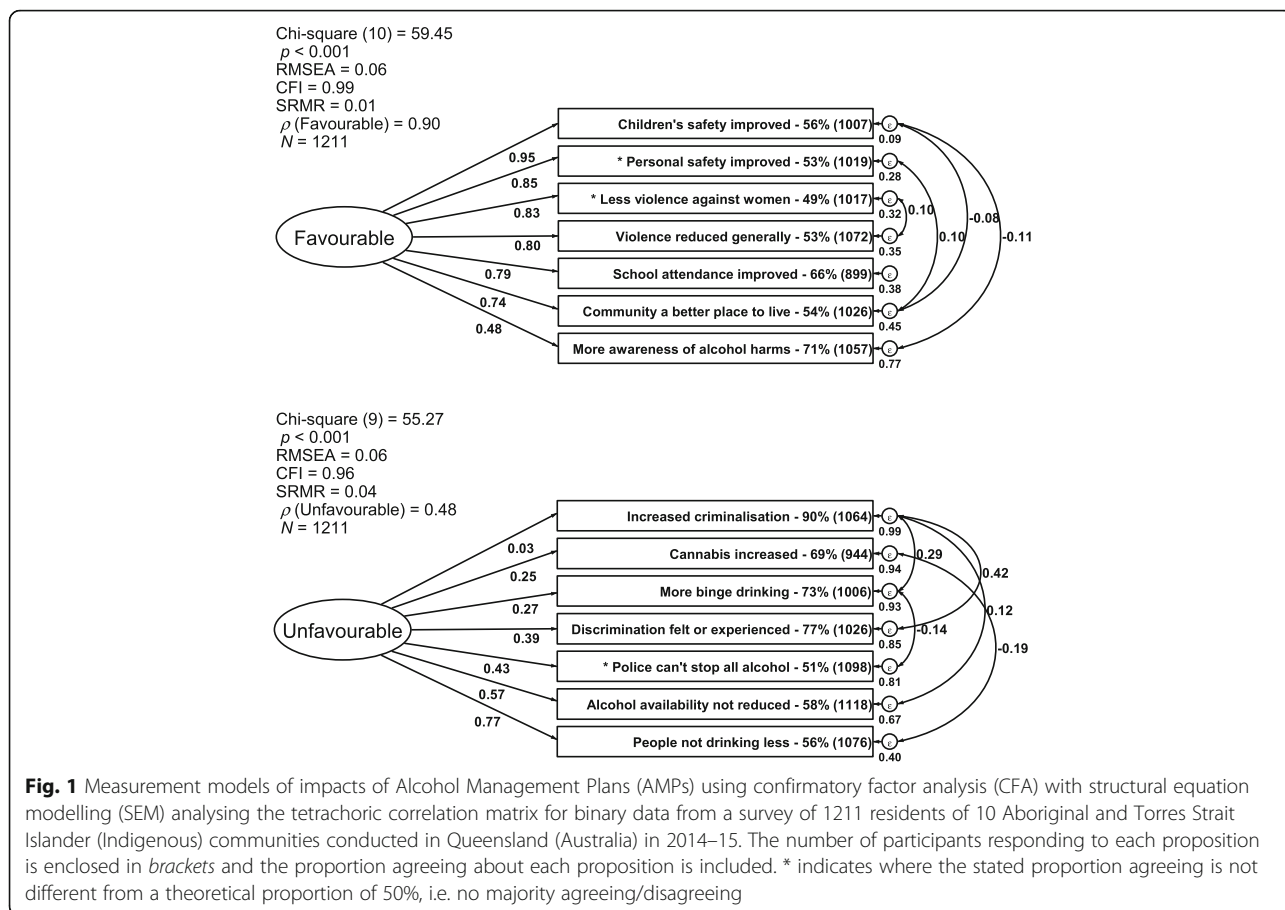 Chi-square (10) = 59.45
p < 0.001
RMSEA = 0.06
CFI = 0.99
SRMR = 0.01
ρ (Favourable) = 0.90
N = 1211
Favourable
0.95
0.85
0.83
0.80
0.79
0.74
0.48
Children's safety improved - 56% (1007)
ε
0.09
* Personal safety improved - 53% (1019)
ε
0.28
* Less violence against women - 49% (1017)
ε
0.32
Violence reduced generally - 53% (1072)
ε
0.35
School attendance improved - 66% (899)
ε
0.38
Community a better place to live - 54% (1026)
ε
0.45
More awareness of alcohol harms - 71% (1057)
ε
0.77
0.10
0.10
-0.08
-0.11
Chi-square (9) = 55.27
p < 0.001
RMSEA = 0.06
CFI = 0.96
SRMR = 0.04
ρ (Unfavourable) = 0.48
N = 1211
Unfavourable
0.03
0.25
0.27
0.39
0.43
0.57
0.77
Increased criminalisation - 90% (1064)
ε
0.99
Cannabis increased - 69% (944)
ε
0.94
More binge drinking - 73% (1006)
ε
0.93
Discrimination felt or experienced - 77% (1026)
ε
0.85
* Police can't stop all alcohol - 51% (1098)
ε
0.81
Alcohol availability not reduced - 58% (1118)
ε
0.67
People not drinking less - 56% (1076)
ε
0.40
0.29
0.42
0.12
-0.14
-0.19
Fig. 1 Measurement models of impacts of Alcohol Management Plans (AMPs) using confirmatory factor analysis (CFA) with structural equation
modelling (SEM) analysing the tetrachoric correlation matrix for binary data from a survey of 1211 residents of 10 Aboriginal and Torres Strait
Islander (Indigenous) communities conducted in Queensland (Australia) in 2014–15. The number of participants responding to each proposition
is enclosed in brackets and the proportion agreeing about each proposition is included. * indicates where the stated proportion agreeing is not
different from a theoretical proportion of 50%, i.e. no majority agreeing/disagreeing